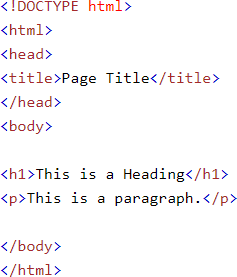 <!DOCTYPE html>
<html>
<head>
<title>Page Title</title>
</head>
<body>

<h1>This is a Heading</h1>
<p>This is a paragraph.</p>

</body>
</html>